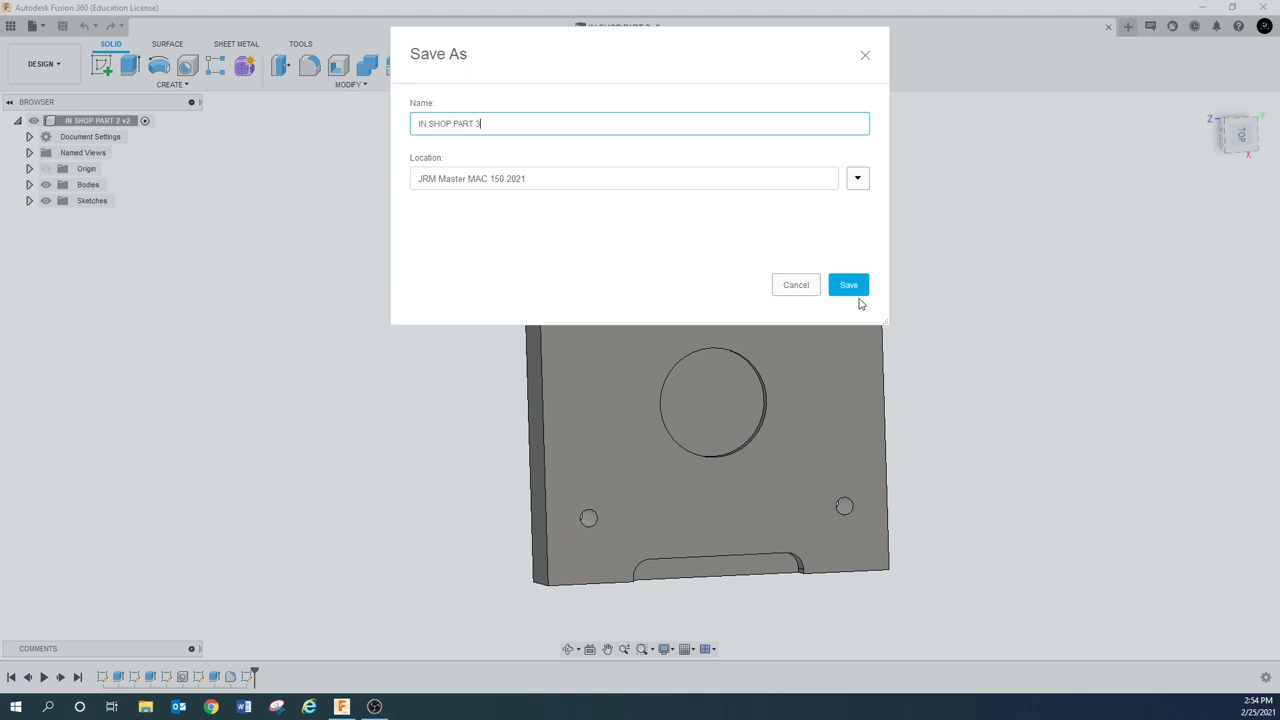 Autodesk Fusion 360 (Education License)
SOLID
SURFACE
SHEET METAL
TOOLS
DESIGN
CREATE
MODIFY
BROWSER
IN SHOP PART 2 v2
Document Settings
Named Views
Origin
Bodies
Sketches
Save As
Name:
IN SHOP PART 3
Location:
JRM Master MAC 150 2021
Cancel
Save
Z
Y
TOP
X
COMMENTS
2:54 PM
2/25/2021